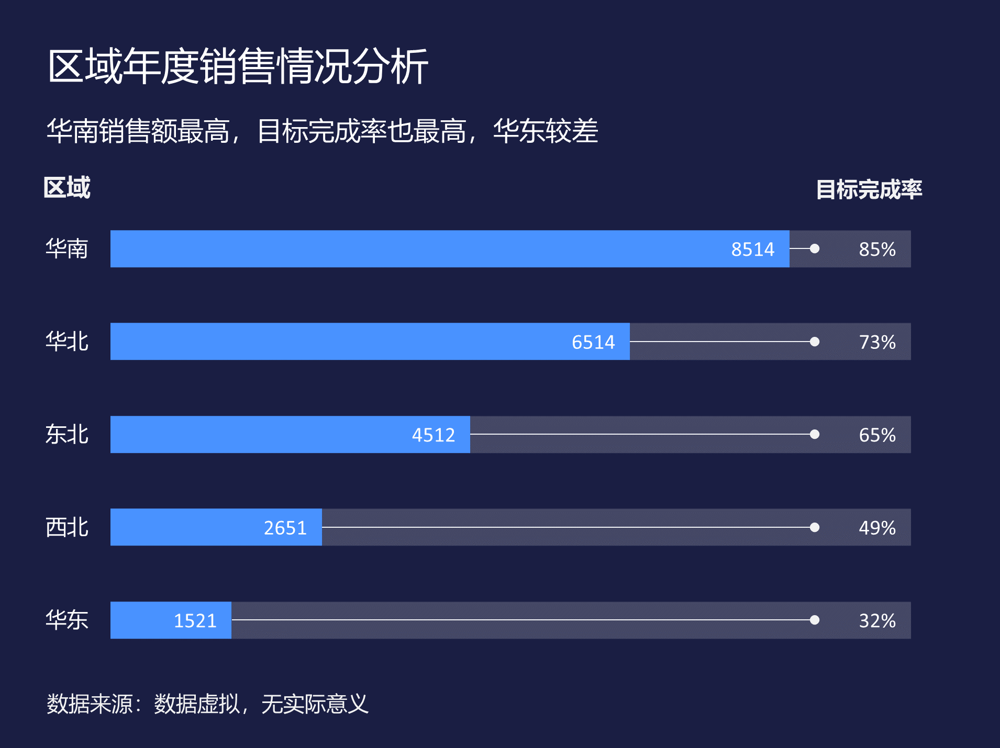 区域年度销售情况分析
华南销售额最高，目标完成率也最高，华东较差
区域 目标完成率
华南 8514 85%
华北 6514 73%
东北 4512 65%
西北 2651 49%
华东 1521 32%
数据来源：数据虚拟，无实际意义